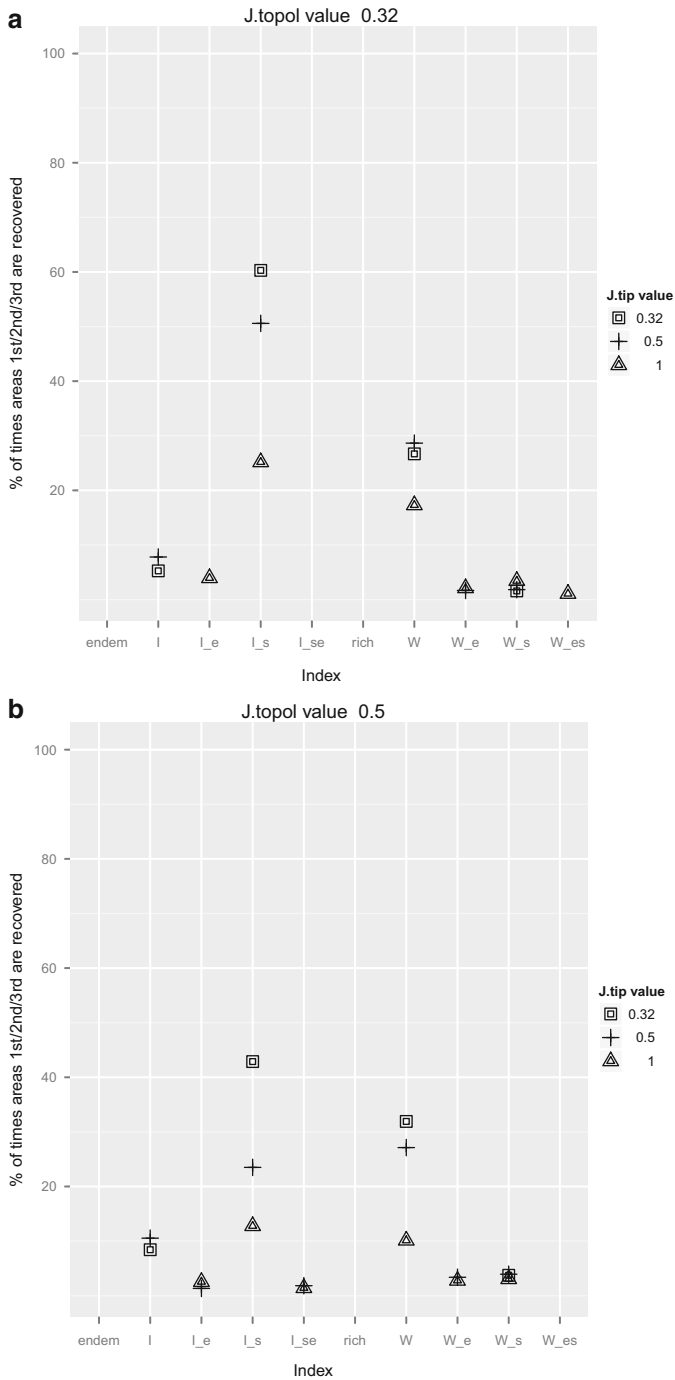 a
J.topol value 0.32
100
80
60
40
20
% of times areas 1st/2nd/3rd are recovered
endem I I_e I_s I_se rich W W_e W_s W_es
Index
J.tip value
0.32
0.5
1
b
J.topol value 0.5
100
80
60
40
20
% of times areas 1st/2nd/3rd are recovered
endem I I_e I_s I_se rich W W_e W_s W_es
Index
J.tip value
0.32
0.5
1